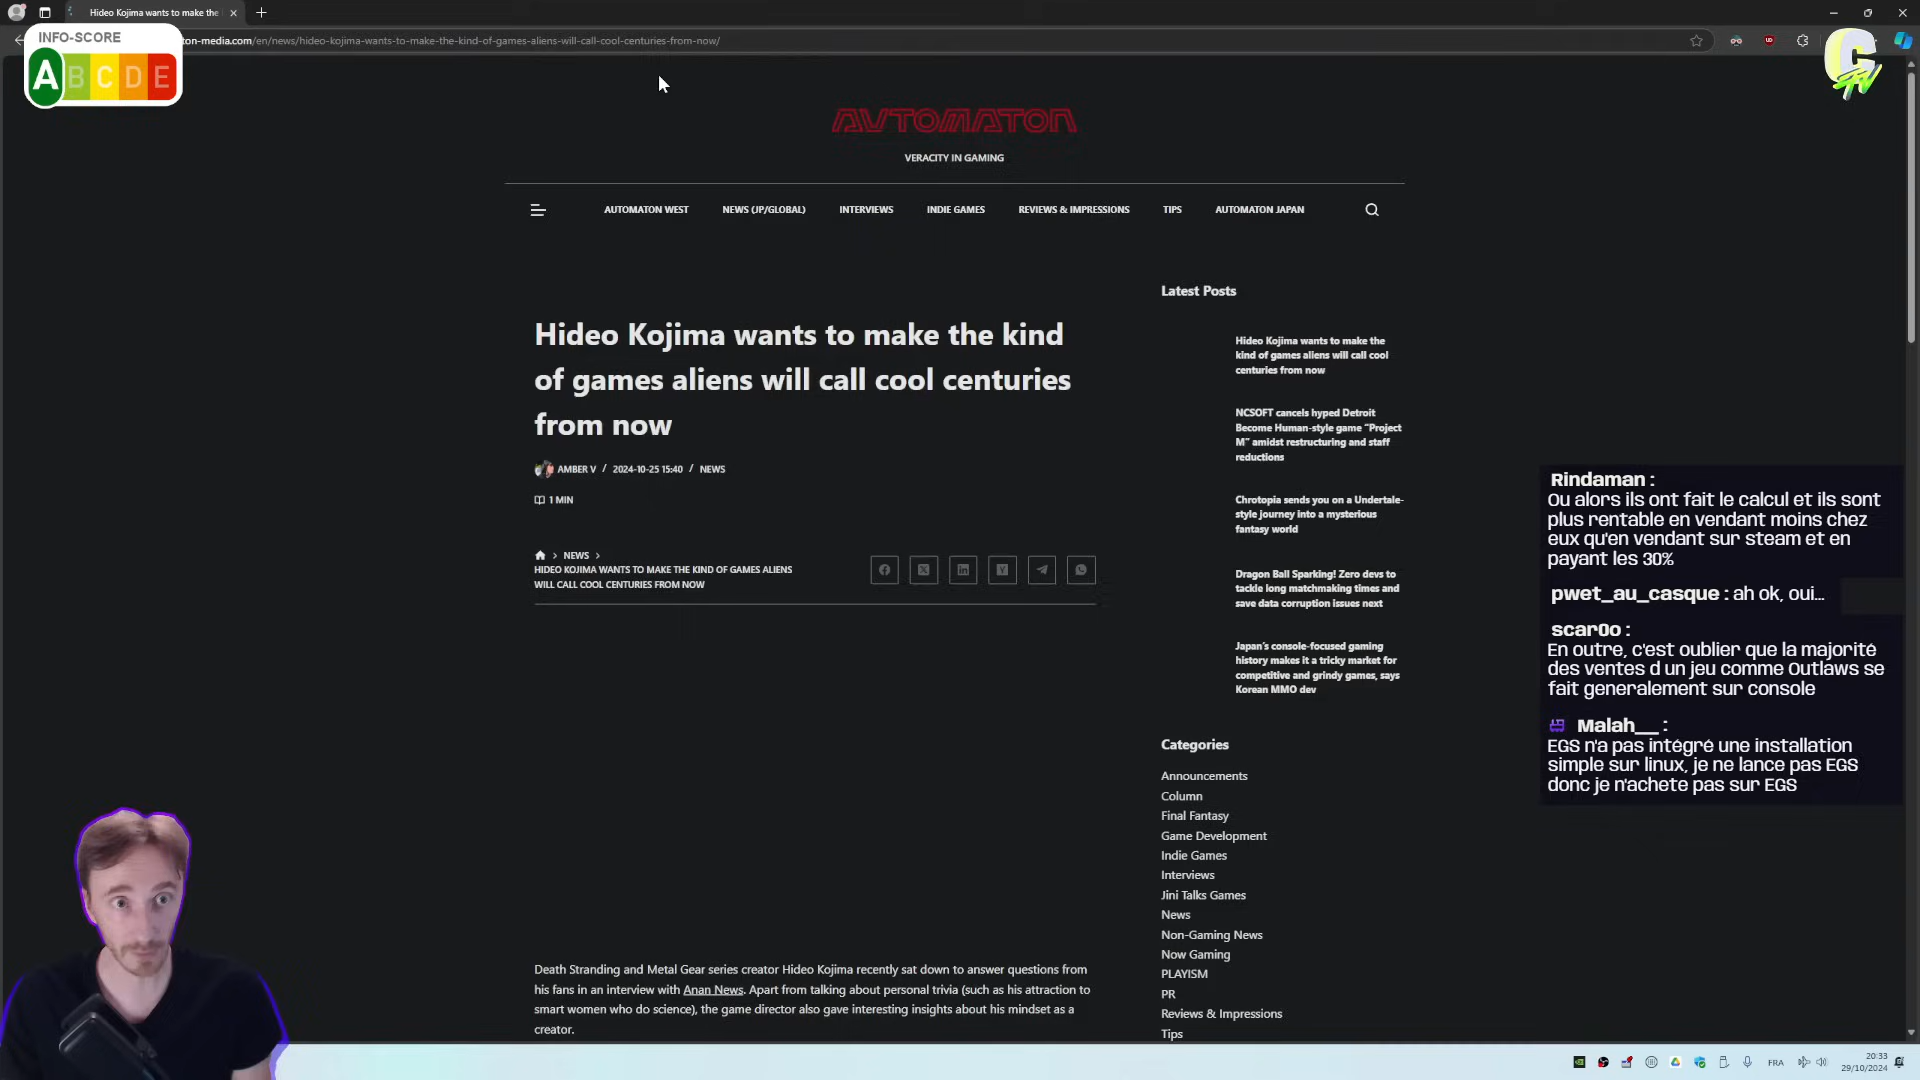 Hideo Kojima wants to make the
INFO-SCORE
A B C D E
ton-media.com/en/news/hideo-kojima-wants-to-make-the-kind-of-games-aliens-will-call-cool-centuries-from-now/
AUTOMATON
VERACITY IN GAMING
AUTOMATON WEST NEWS (JP/GLOBAL) INTERVIEWS INDIE GAMES REVIEWS & IMPRESSIONS TIPS AUTOMATON JAPAN
Hideo Kojima wants to make the kind
of games aliens will call cool centuries
from now
AMBER V / 2024-10-25 15:40 / NEWS
1 MIN
NEWS
HIDEO KOJIMA WANTS TO MAKE THE KIND OF GAMES ALIENS
WILL CALL COOL CENTURIES FROM NOW
Death Stranding and Metal Gear series creator Hideo Kojima recently sat down to answer questions from
his fans in an interview with Anan News. Apart from talking about personal trivia (such as his attraction to
smart women who do science), the game director also gave interesting insights about his mindset as a
creator.
Latest Posts
Hideo Kojima wants to make the
kind of games aliens will call cool
centuries from now
NCSOFT cancels hyped Detroit
Become Human-style game “Project
M” amidst restructuring and staff
reductions
Chrotopia sends you on a Undertale-
style journey into a mysterious
fantasy world
Dragon Ball Sparking! Zero devs to
tackle long matchmaking times and
save data corruption issues next
Japan’s console-focused gaming
history makes it a tricky market for
competitive and grindy games, says
Korean MMO dev
Categories
Announcements
Column
Final Fantasy
Game Development
Indie Games
Interviews
Jini Talks Games
News
Non-Gaming News
Now Gaming
PLAYISM
PR
Reviews & Impressions
Tips
Rindaman :
Ou alors ils ont fait le calcul et ils sont
plus rentable en vendant moins chez
eux qu'en vendant sur steam et en
payant les 30%
pwet_au_casque : ah ok, oui...
scar0o :
En outre, c'est oublier que la majorité
des ventes d un jeu comme Outlaws se
fait generalement sur console
Malah__ :
EGS n'a pas intégré une installation
simple sur linux, je ne lance pas EGS
donc je n'achete pas sur EGS
FRA
20:33
29/10/2024